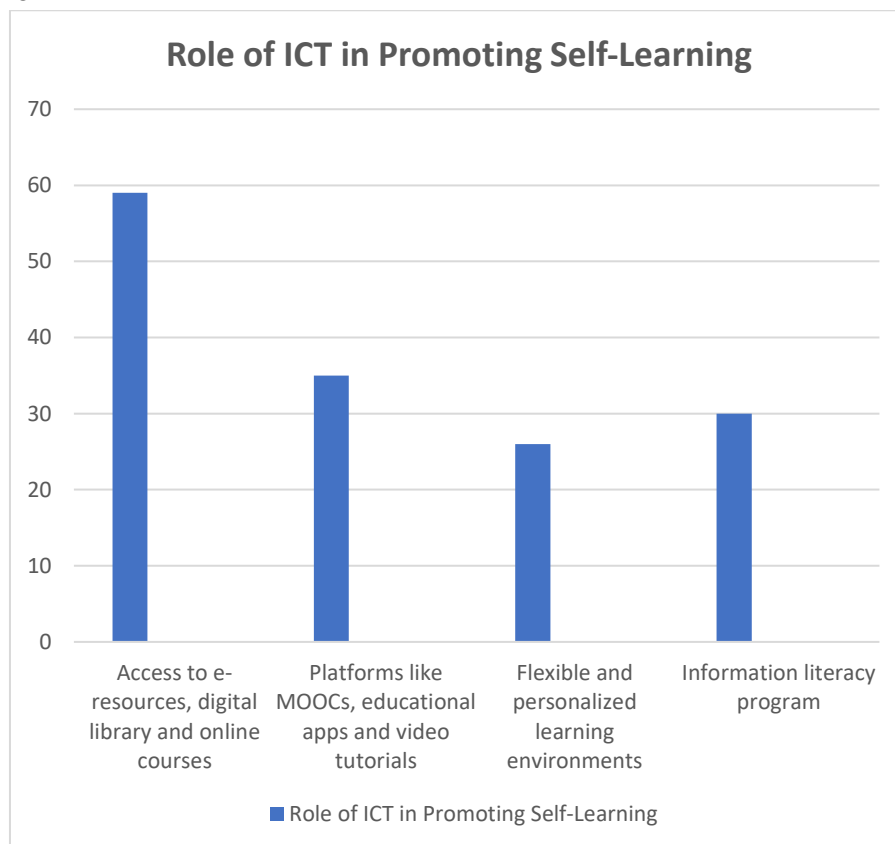 Role of ICT in Promoting Self-Learning
70
60
50
40
30
20
10
0
Access to e-
resources, digital
library and online
courses
Platforms like
MOOCs, educational
apps and video
tutorials
Flexible and
personalized
learning
environments
Information literacy
program
Role of ICT in Promoting Self-Learning